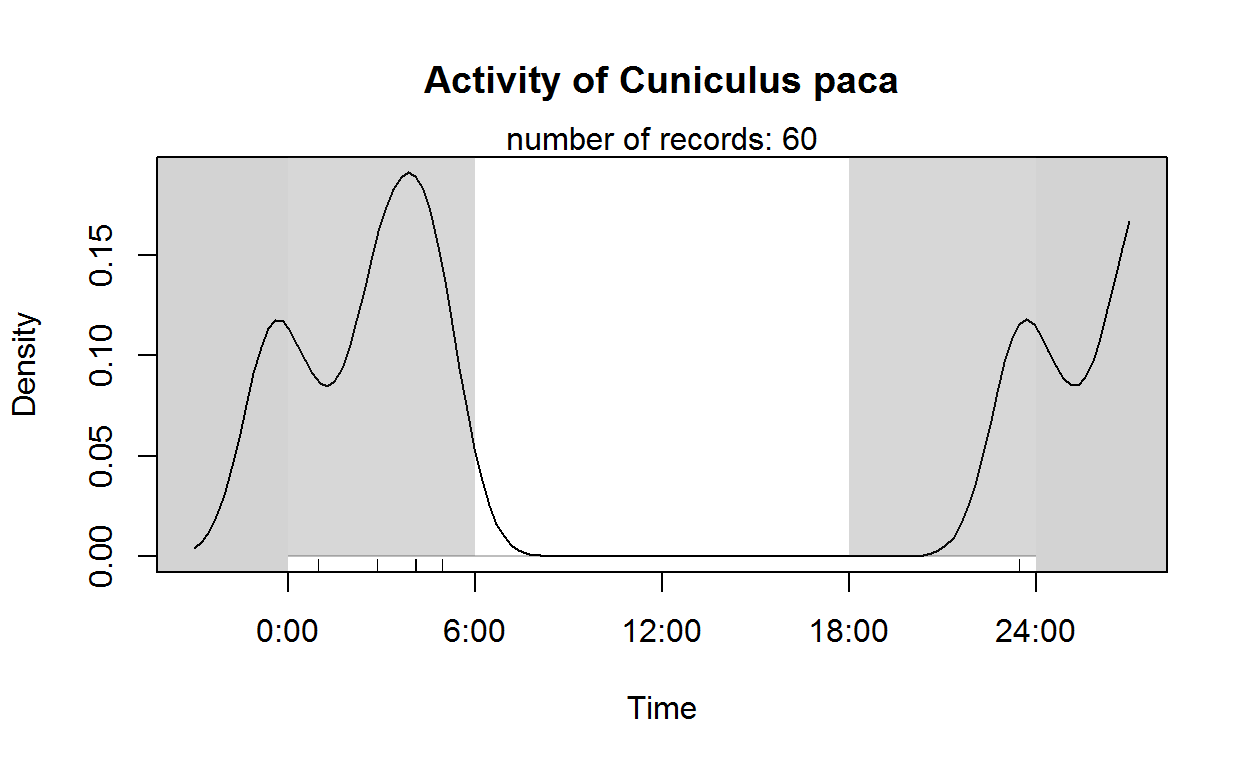 Activity of Cuniculus paca
number of records: 60
Density
0.15
0.10
0.05
0.00
0:00 6:00 12:00 18:00 24:00
Time